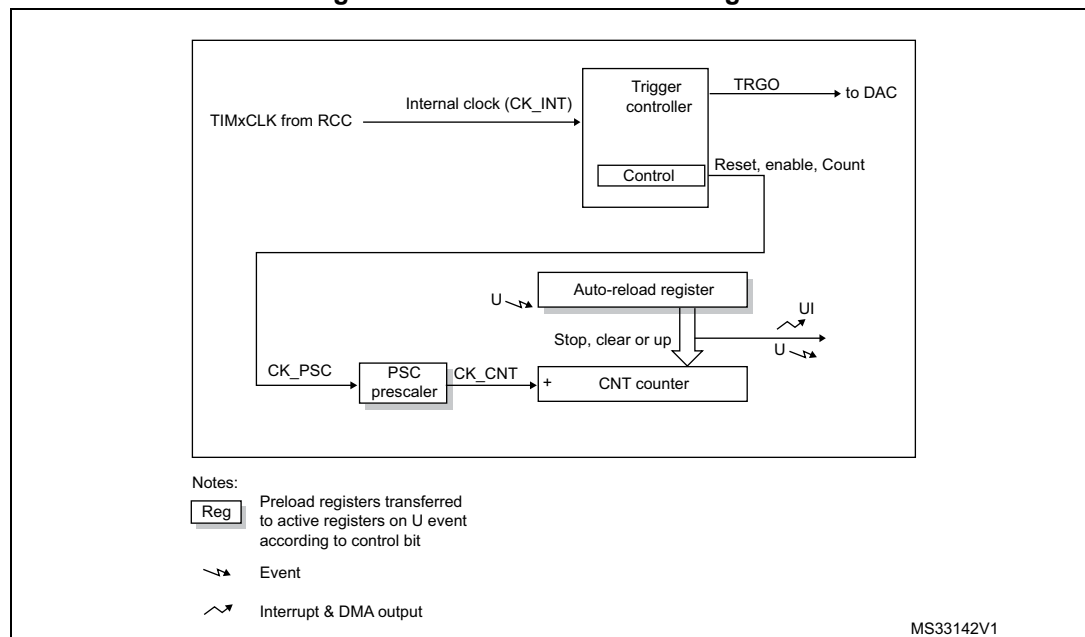 Trigger
controller
TRGO
to DAC
Internal clock (CK_INT)
TIMxCLK from RCC
Control
Reset, enable, Count
U
Auto-reload register
UI
Stop, clear or up
U
CK_PSC
PSC
prescaler
CK_CNT
+
CNT counter
Notes:
Reg
Preload registers transferred
to active registers on U event
according to control bit
Event
Interrupt & DMA output
MS33142V1